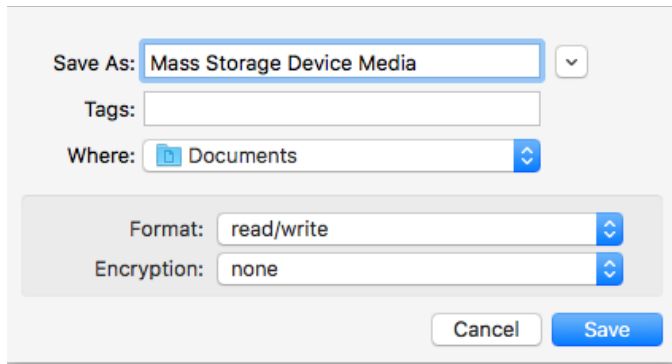 Save As: Mass Storage Device Media
Tags:
Where: Documents
Format: read/write
Encryption: none
Cancel Save